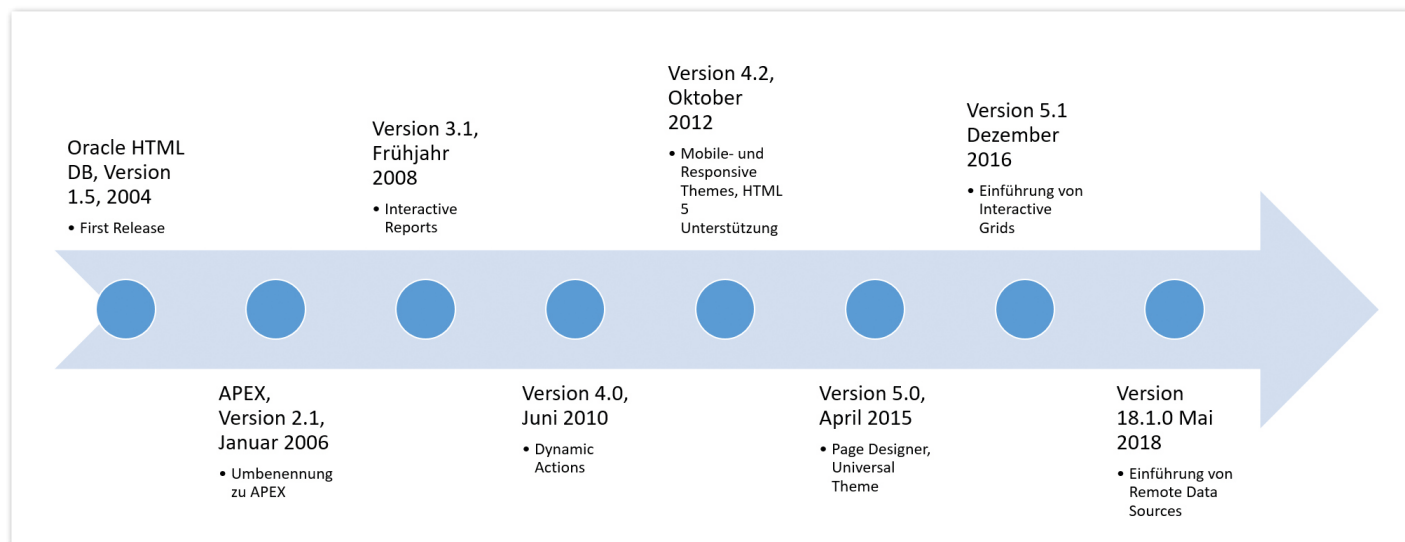 Oracle HTML
DB, Version
1.5, 2004
• First Release
APEX,
Version 2.1,
Januar 2006
• Umbenennung
zu APEX
Version 3.1,
Frühjahr
2008
• Interactive
Reports
Version 4.0,
Juni 2010
• Dynamic
Actions
Version 4.2,
Oktober
2012
• Mobile- und
Responsive
Themes, HTML
5
Unterstützung
Version 5.0,
April 2015
• Page Designer,
Universal
Theme
Version 5.1
Dezember
2016
• Einführung von
Interactive
Grids
Version
18.1.0 Mai
2018
• Einführung von
Remote Data
Sources